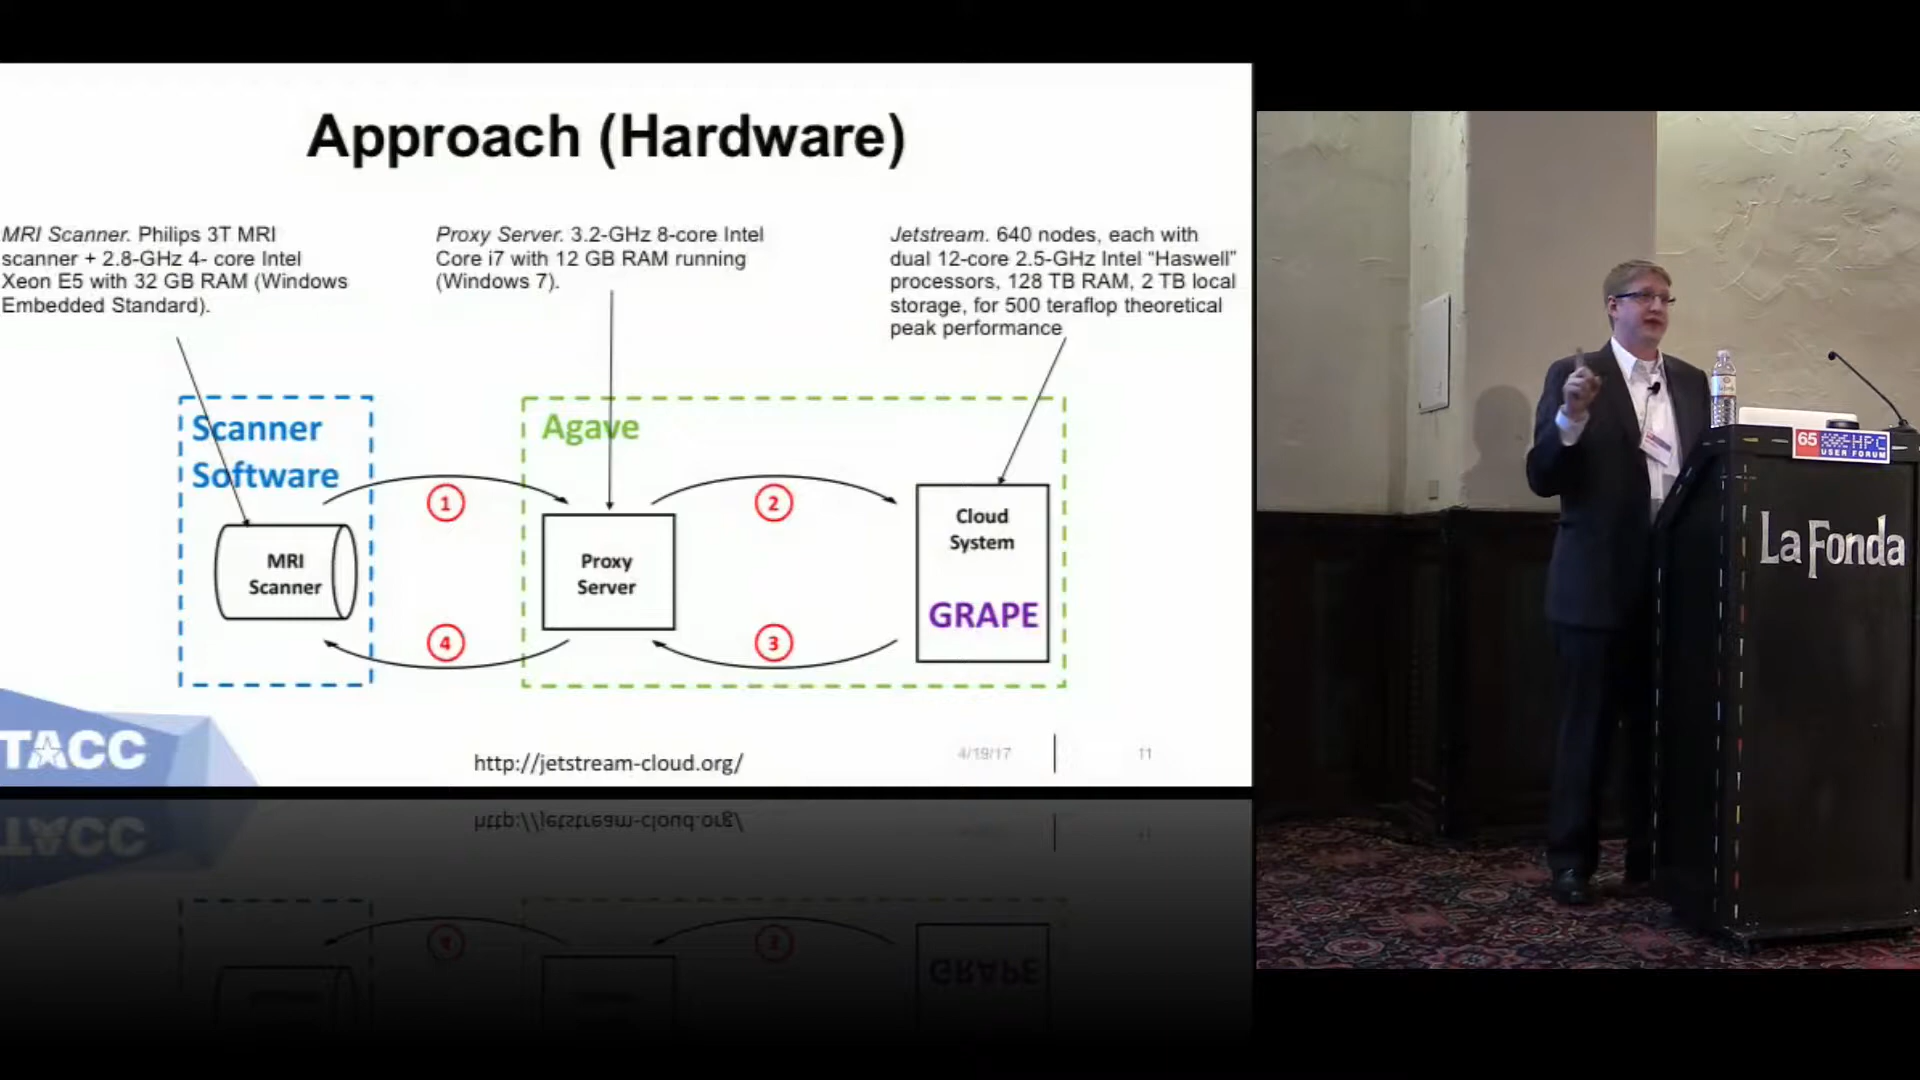 Approach (Hardware)
MRI Scanner. Philips 3T MRI
scanner + 2.8-GHz 4- core Intel
Xeon E5 with 32 GB RAM (Windows
Embedded Standard).
Proxy Server. 3.2-GHz 8-core Intel
Core i7 with 12 GB RAM running
(Windows 7).
Jetstream. 640 nodes, each with
dual 12-core 2.5-GHz Intel “Haswell”
processors, 128 TB RAM, 2 TB local
storage, for 500 teraflop theoretical
peak performance
Scanner
Software
Agave
1
2
MRI
Scanner
Proxy
Server
Cloud
System
GRAPE
4
3
TACC
http://jetstream-cloud.org/
4/19/17
11
65
HPC
USER FORUM
La Fonda